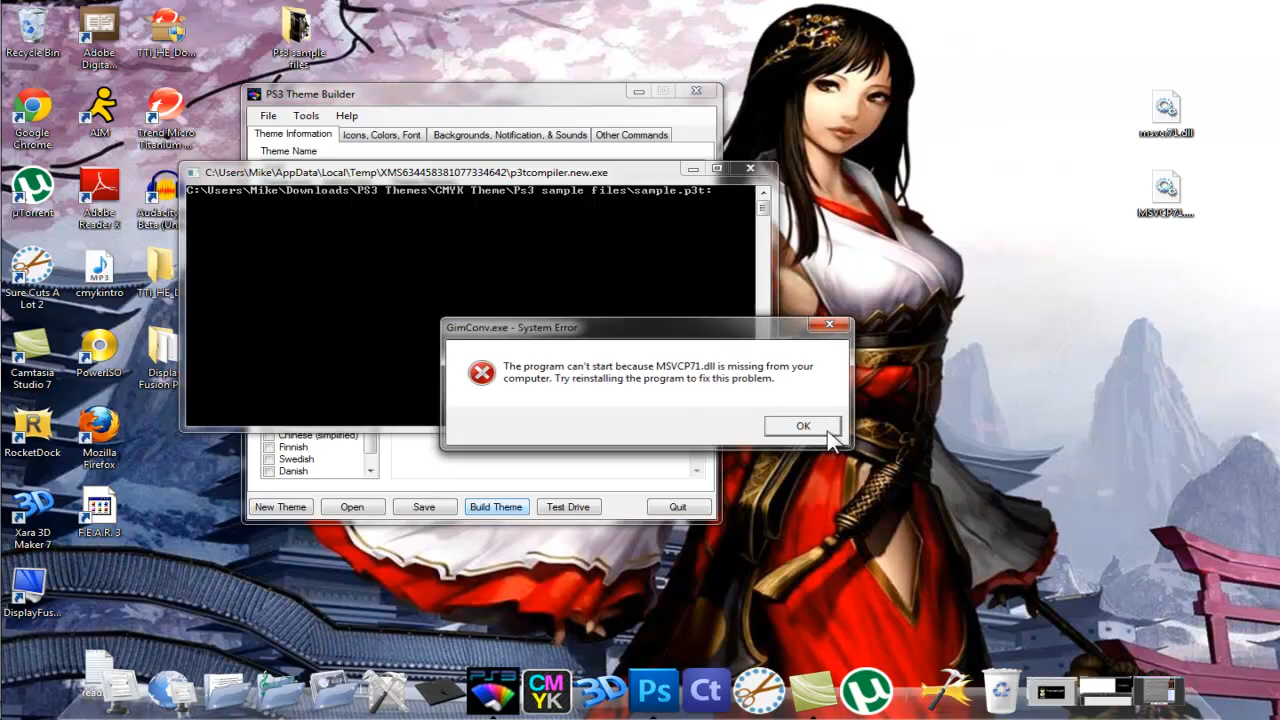 Recycle Bin
Adobe
Digita...
TTi_HE_Do...
Ps3 sample
files
Google
Chrome
AIM
Trend Micro
Titanium ...
µTorrent
Adobe
Reader X
Audacity
Beta (Un
Sure Cuts A
Lot 2
MP3
cmykintro
TTi_HE_D
Camtasia
Studio 7
PowerISO
Display
Fusion P
RocketDock
Mozilla
Firefox
Xara 3D
Maker 7
F.E.A.R. 3
DisplayFus...
read
msvcr71.dll
MSVCP71....
PS3 Theme Builder
File Tools Help
Theme Information Icons, Colors, Font Backgrounds, Notification, & Sounds Other Commands
Theme Name
C:\Users\Mike\AppData\Local\Temp\XMS634458381077334642\p3tcompiler.new.exe
C:\Users\Mike\Downloads\PS3 Themes\CMYK Theme\Ps3 sample files\sample.p3t:
GimConv.exe - System Error
The program can't start because MSVCP71.dll is missing from your
computer. Try reinstalling the program to fix this problem.
OK
Chinese (simplified)
Finnish
Swedish
Danish
New Theme Open Save Build Theme Test Drive Quit
PS3
CM
YK
3D
Ps
Ct